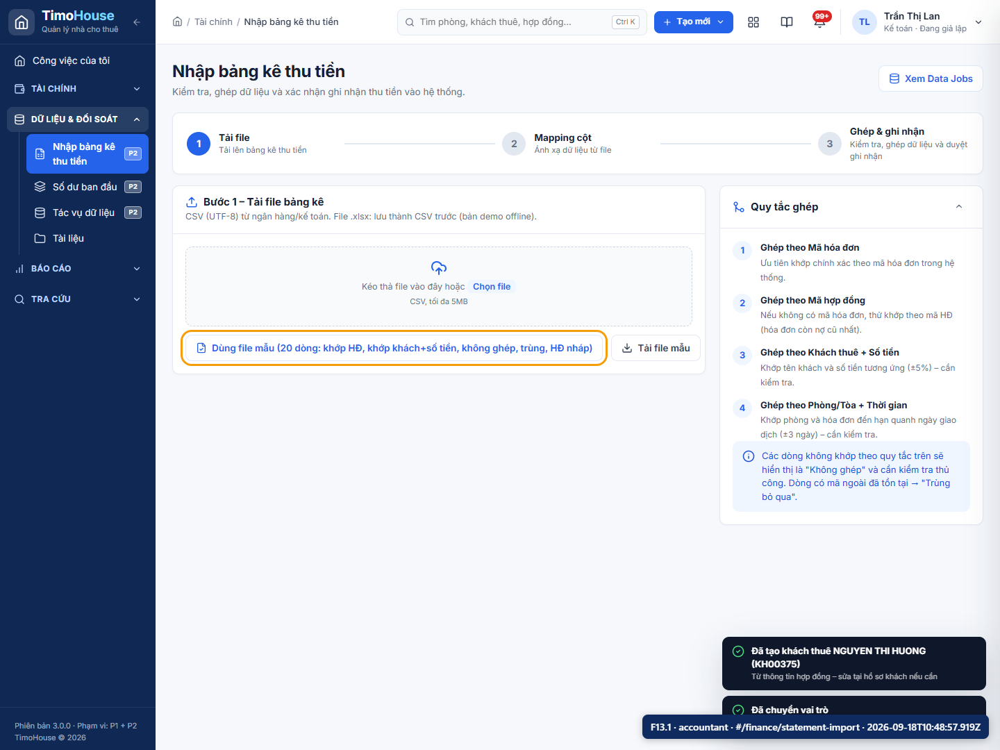 TimoHouse
Quản lý nhà cho thuê
Công việc của tôi
TÀI CHÍNH
DỮ LIỆU & ĐỐI SOÁT
Nhập bảng kê
thu tiền
P2
Số dư ban đầu
P2
Tác vụ dữ liệu
P2
Tài liệu
BÁO CÁO
TRA CỨU
Phiên bản 3.0.0 · Phạm vi: P1 + P2
TimoHouse © 2026
/ Tài chính / Nhập bảng kê thu tiền
Tìm phòng, khách thuê, hợp đồng...
Ctrl K
Tạo mới
99+
TL
Trần Thị Lan
Kế toán · Đang giả lập
Nhập bảng kê thu tiền
Kiểm tra, ghép dữ liệu và xác nhận ghi nhận thu tiền vào hệ thống.
Xem Data Jobs
1
Tải file
Tải lên bảng kê thu tiền
2
Mapping cột
Ánh xạ dữ liệu từ file
3
Ghép & ghi nhận
Kiểm tra, ghép dữ liệu và duyệt
ghi nhận
Bước 1 – Tải file bảng kê
CSV (UTF-8) từ ngân hàng/kế toán. File .xlsx: lưu thành CSV trước (bản demo offline).
Kéo thả file vào đây hoặc Chọn file
CSV, tối đa 5MB
Dùng file mẫu (20 dòng: khớp HĐ, khớp khách+số tiền, không ghép, trùng, HĐ nháp)
Tải file mẫu
Quy tắc ghép
1
Ghép theo Mã hóa đơn
Ưu tiên khớp chính xác theo mã hóa đơn trong hệ
thống.
2
Ghép theo Mã hợp đồng
Nếu không có mã hóa đơn, thử khớp theo mã HĐ
(hóa đơn còn nợ cũ nhất).
3
Ghép theo Khách thuê + Số tiền
Khớp tên khách và số tiền tương ứng (±5%) – cần
kiểm tra.
4
Ghép theo Phòng/Tòa + Thời gian
Khớp phòng và hóa đơn đến hạn quanh ngày giao
dịch (±3 ngày) – cần kiểm tra.
Các dòng không khớp theo quy tắc trên sẽ
hiển thị là "Không ghép" và cần kiểm tra thủ
công. Dòng có mã ngoài đã tồn tại → "Trùng
bỏ qua".
Đã tạo khách thuê NGUYEN THI HUONG
(KH00375)
Từ thông tin hợp đồng – sửa tại hồ sơ khách nếu cần
Đã chuyển vai trò
F13.1 · accountant · #/finance/statement-import · 2026-09-18T10:48:57.919Z